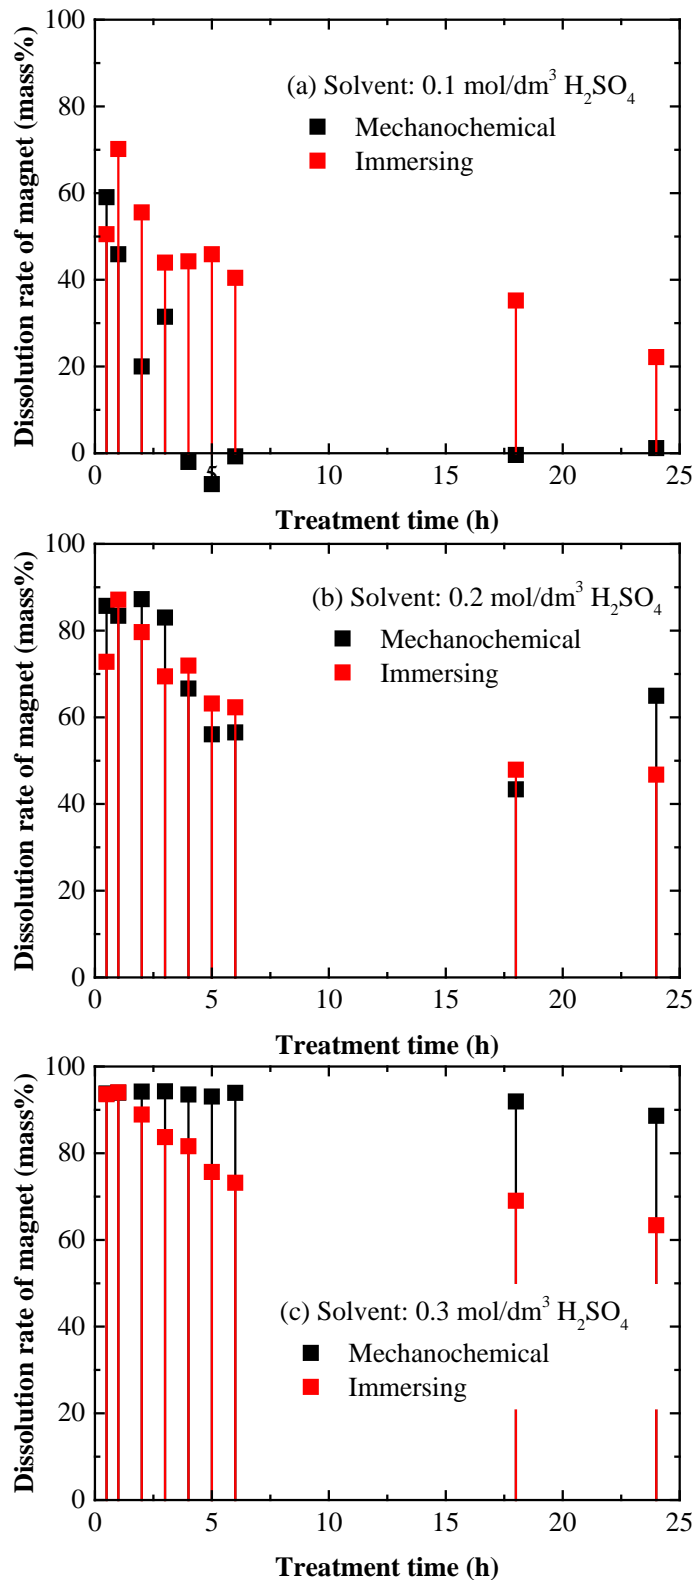 100
(a) Solvent: 0.1 mol/dm³ H₂SO₄
80
Mechanochemical
Immersing
60
40
20
0
Dissolution rate of magnet (mass%)
0 5 10 15 20 25
Treatment time (h)
100
(b) Solvent: 0.2 mol/dm³ H₂SO₄
80
Mechanochemical
Immersing
60
40
20
0
Dissolution rate of magnet (mass%)
0 5 10 15 20 25
Treatment time (h)
100
80
60
(c) Solvent: 0.3 mol/dm³ H₂SO₄
40
Mechanochemical
Immersing
20
0
Dissolution rate of magnet (mass%)
0 5 10 15 20 25
Treatment time (h)